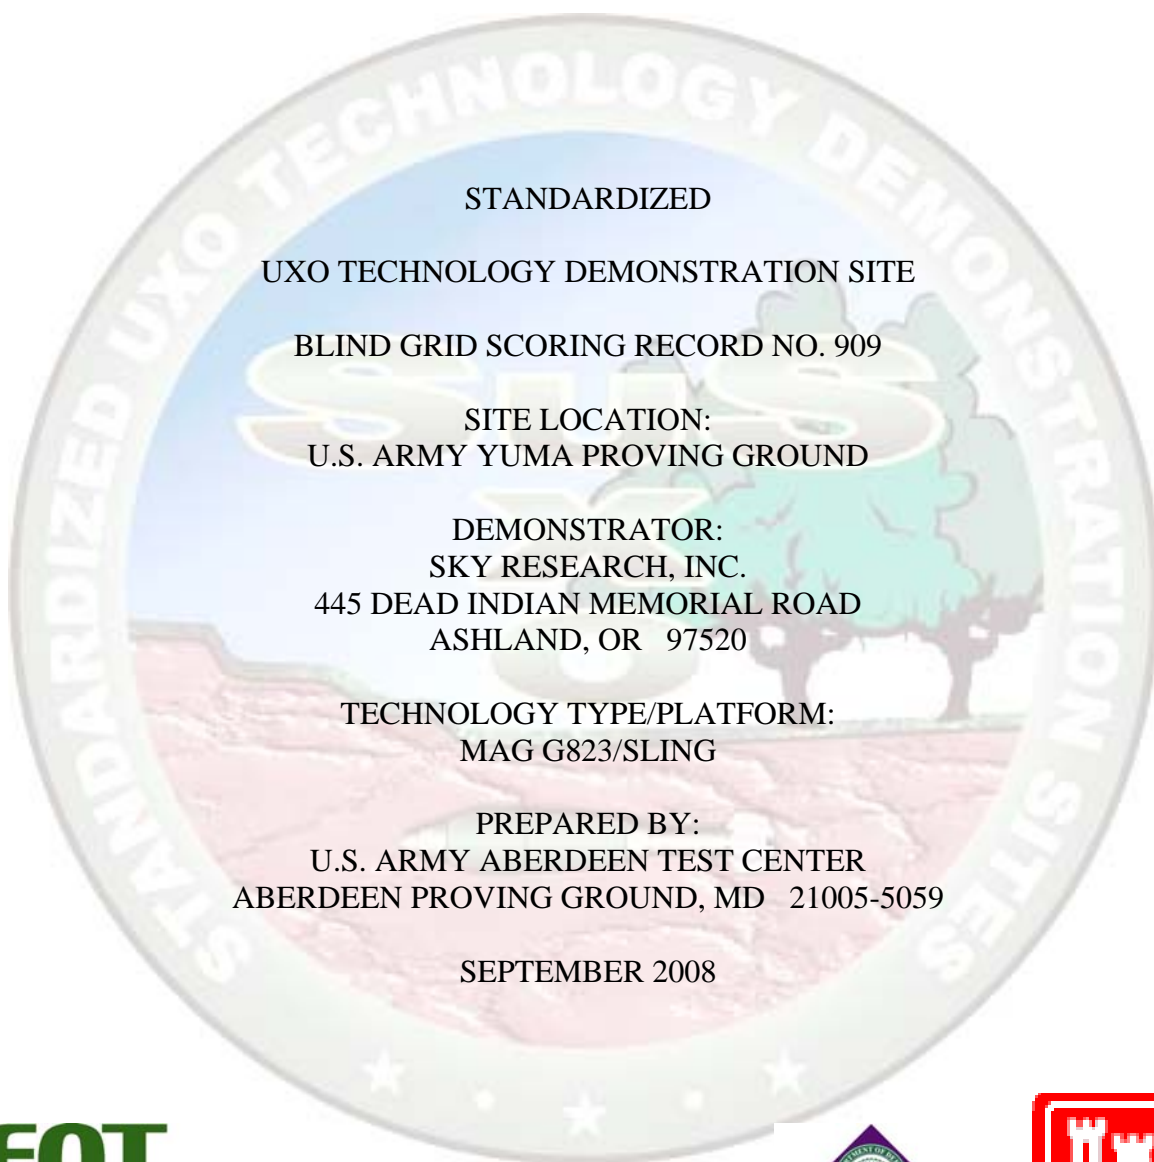 STANDARDIZED UXO TECHNOLOGY DEMONSTRATION SITES
STANDARDIZED
UXO TECHNOLOGY DEMONSTRATION SITE
BLIND GRID SCORING RECORD NO. 909
SITE LOCATION:
U.S. ARMY YUMA PROVING GROUND
DEMONSTRATOR:
SKY RESEARCH, INC.
445 DEAD INDIAN MEMORIAL ROAD
ASHLAND, OR 97520
TECHNOLOGY TYPE/PLATFORM:
MAG G823/SLING
PREPARED BY:
U.S. ARMY ABERDEEN TEST CENTER
ABERDEEN PROVING GROUND, MD 21005-5059
SEPTEMBER 2008
SuS
X
O